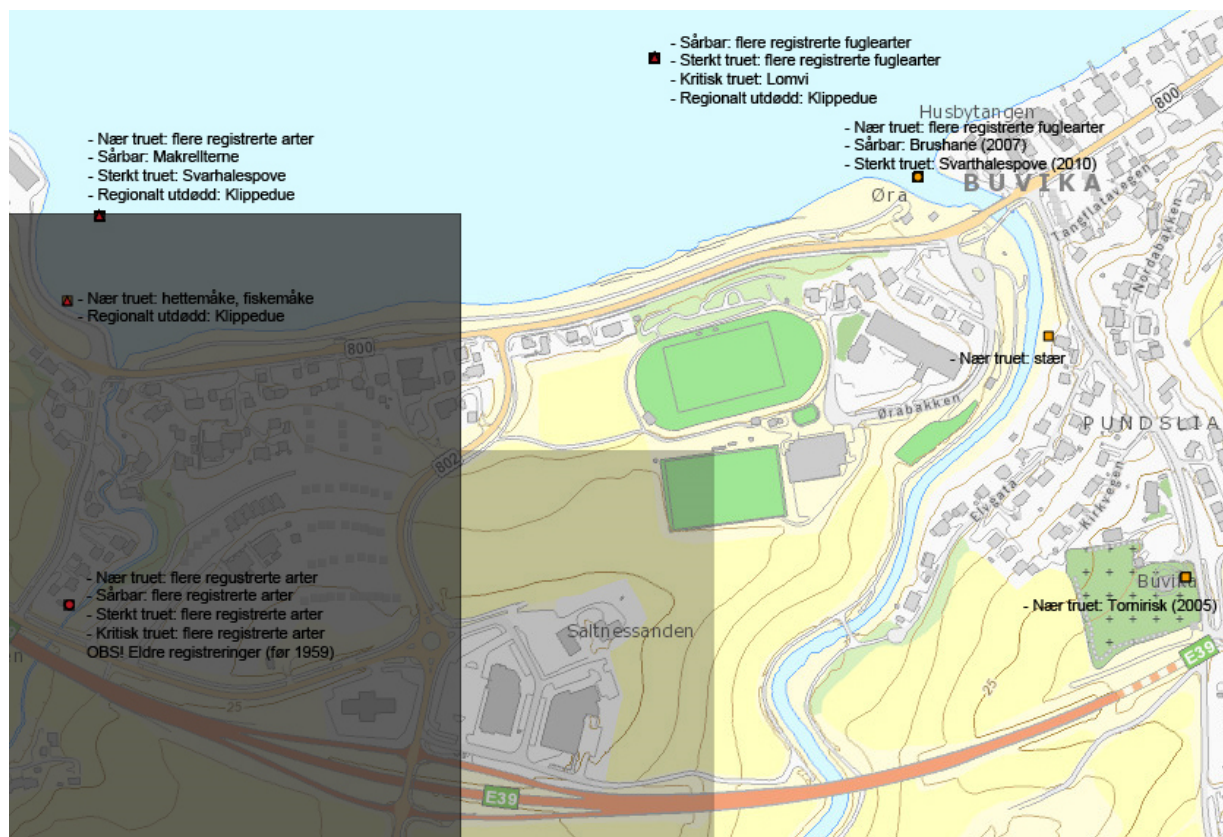 - Sårbar: flere registrerte fuglearter
- Sterkt truet: flere registrerte fuglearter
- Kritisk truet: Lomvi
- Regionalt utdødd: Klippedue
800
Husbytangen
- Nær truet: flere registrerte fuglearter
- Sårbar: Brushane (2007)
- Sterkt truet: Svarthalespove (2010)
BUVIKA
Øra
- Nær truet: flere registrerte arter
- Sårbar: Makrellterne
- Sterkt truet: Svarhalespove
- Regionalt utdødd: Klippedue
Tangflatavegen
Nordabakken
- Nær truet: hettemåke, fiskemåke
- Regionalt utdødd: Klippedue
800
- Nær truet: stær
Ørabakken
PUNDSLIA
802
Elvgata
Kirkvegen
- Nær truet: flere regustrerte arter
- Sårbar: flere registrerte arter
- Sterkt truet: flere registrerte arter
- Kritisk truet: flere registrerte arter
OBS! Eldre registreringer (før 1959)
Buvika
- Nær truet: Tornirisk (2005)
Saltnessanden
en
E39
25
25
E39